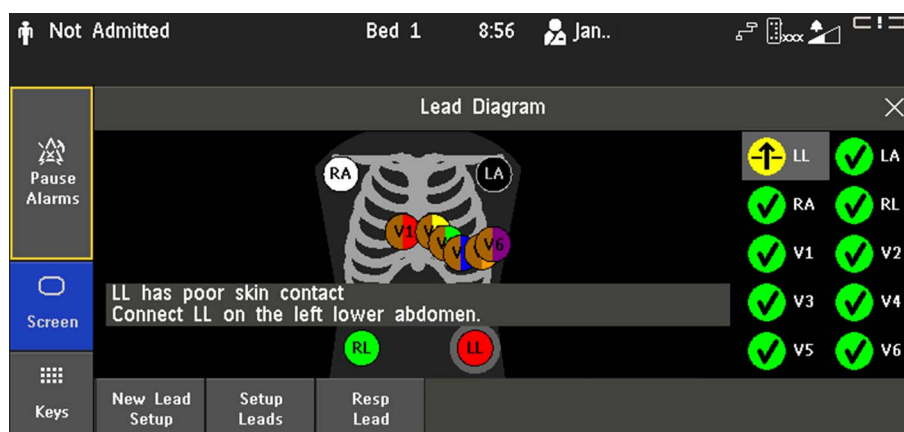 Not Admitted Bed 1 8:56 Jan.. xxx
Lead Diagram
Pause
Alarms
Screen
Keys
RA LA
V1 V V V V6
LL has poor skin contact
Connect LL on the left lower abdomen.
RL LL
LL LA
RA RL
V1 V2
V3 V4
V5 V6
New Lead
Setup
Setup
Leads
Resp
Lead